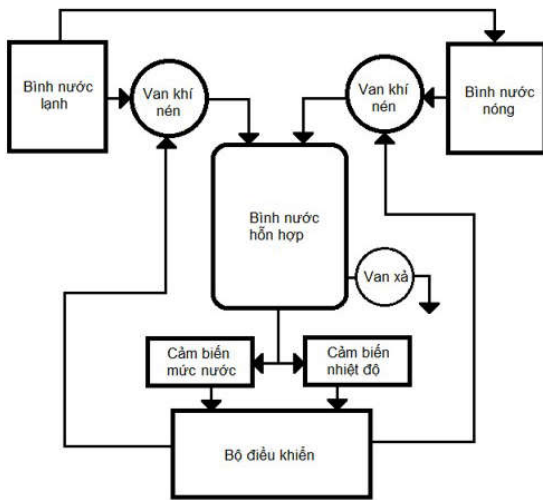 Bình nước
lạnh
Van khí
nén
Van khí
nén
Bình nước
nóng
Bình nước
hỗn hợp
Van xả
Cảm biến
mức nước
Cảm biến
nhiệt độ
Bộ điều khiển